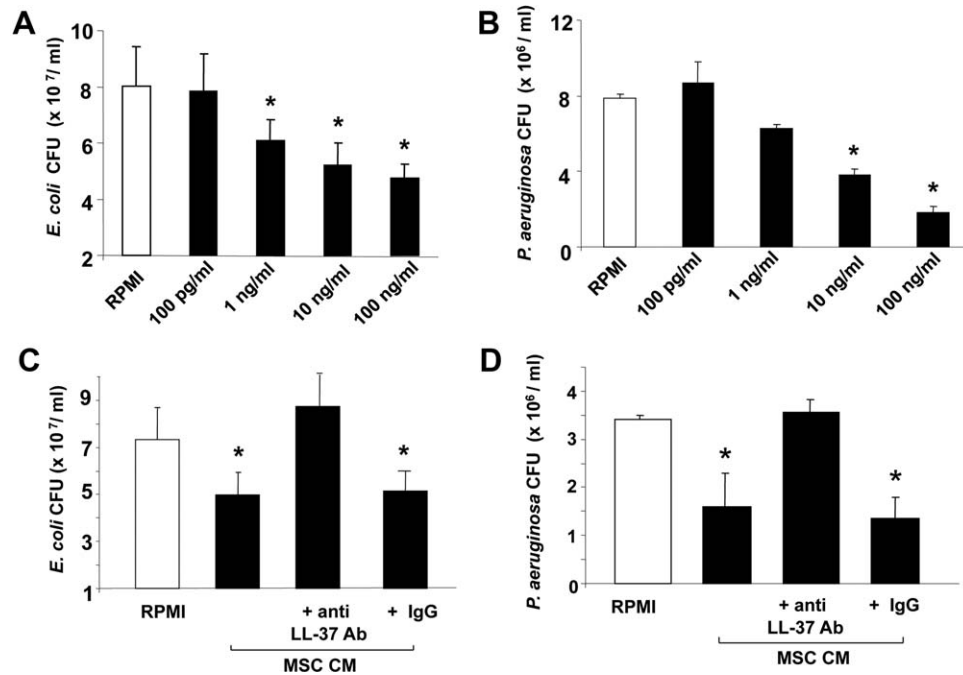 A
E. coli CFU (x 10 7/ ml)
10
8
6
4
2
*
*
*
RPMI
100 pg/ml
1 ng/ml
10 ng/ml
100 ng/ml
B
P. aeruginosa CFU (x 10⁶/ ml)
12
8
4
0
*
*
RPMI
100 pg/ml
1 ng/ml
10 ng/ml
100 ng/ml
C
E. coli CFU (x 10 7/ ml)
9
7
5
3
1
*
*
RPMI
+ anti
LL-37 Ab
+ IgG
MSC CM
D
P. aeruginosa CFU (x 10⁶/ ml)
4
3
2
1
0
*
*
RPMI
+ anti
LL-37 Ab
+ IgG
MSC CM